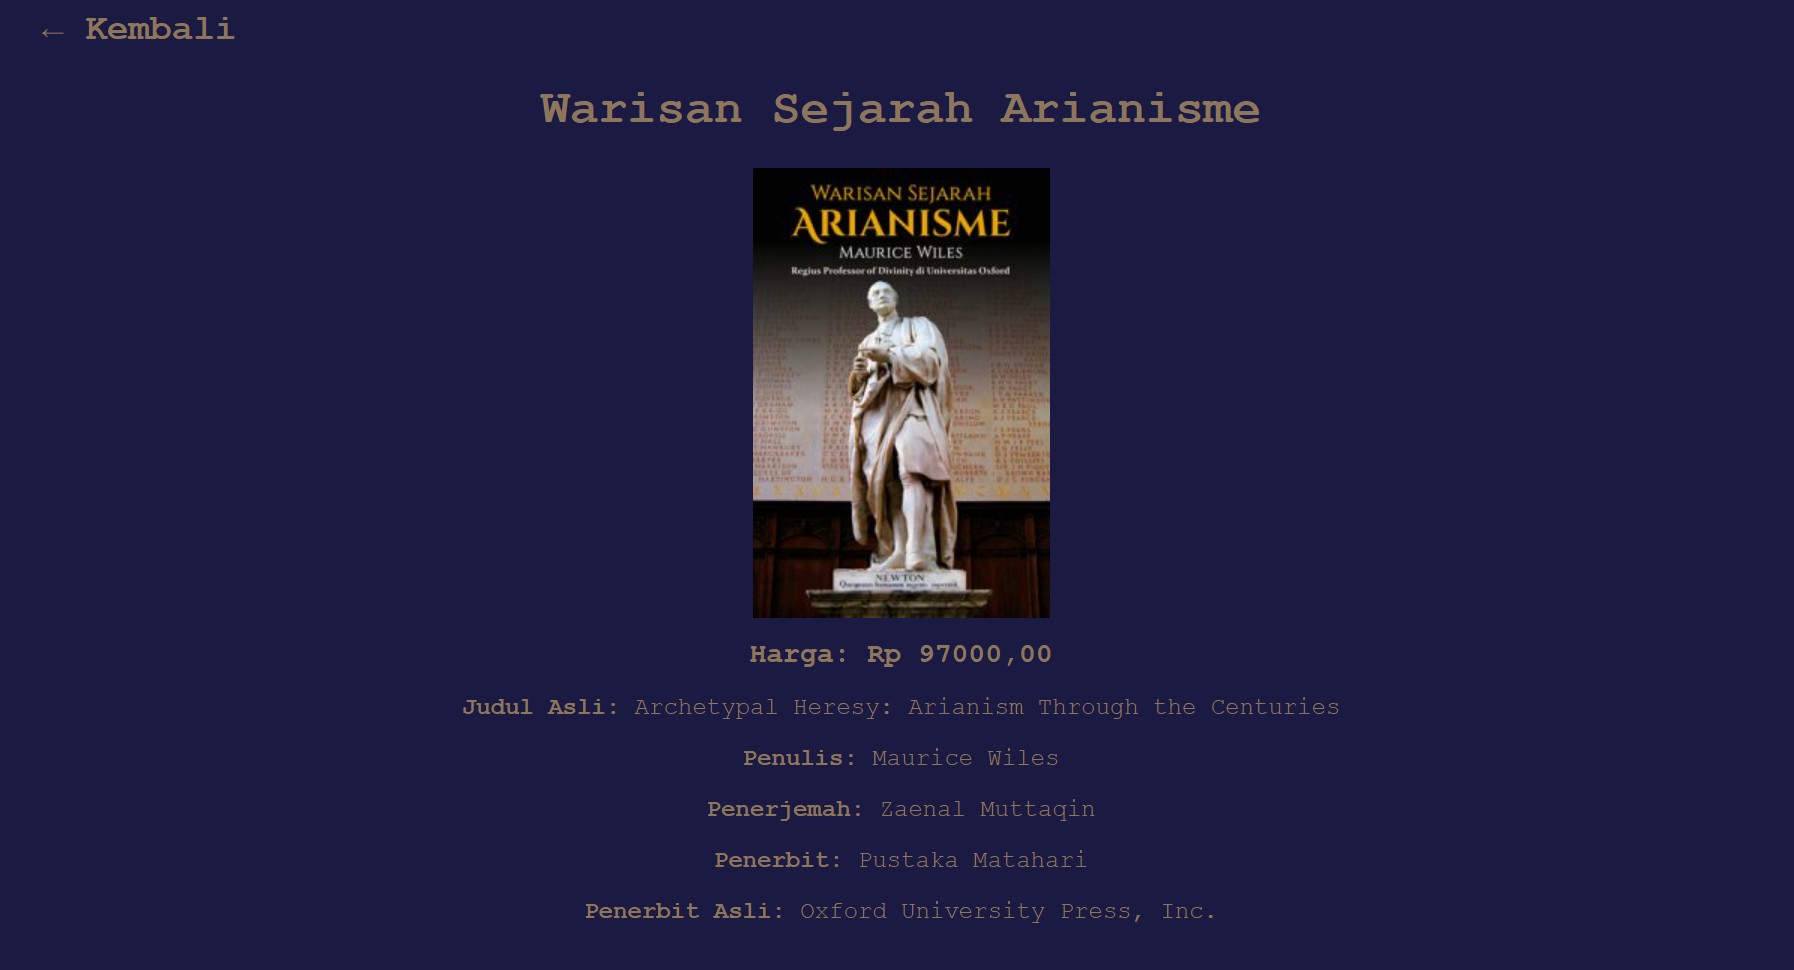 ← Kembali
Warisan Sejarah Arianisme
WARISAN SEJARAH
ARIANISME
MAURICE WILES
Regius Professor of Divinity di Universitas Oxford
NEWTON
Harga: Rp 97000,00
Judul Asli: Archetypal Heresy: Arianism Through the Centuries
Penulis: Maurice Wiles
Penerjemah: Zaenal Muttaqin
Penerbit: Pustaka Matahari
Penerbit Asli: Oxford University Press, Inc.